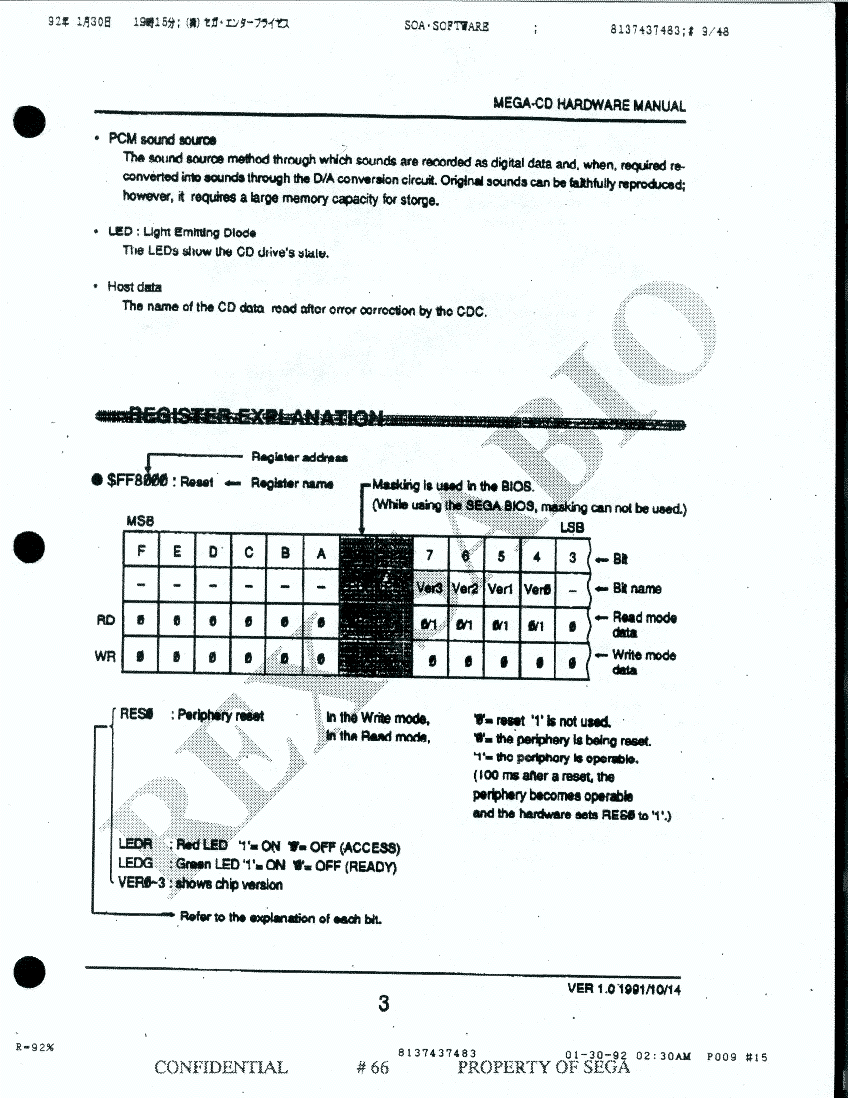 92年 1月30日 19時15分; (株) セガ・エンタープライゼス SOA·SOFTWARE ; 8137437483;# 9/48
MEGA-CD HARDWARE MANUAL
• PCM sound source
The sound source method through which sounds are recorded as digital data and, when, required re-
converted into sounds through the D/A conversion circuit. Original sounds can be faithfully reproduced;
however, it requires a large memory capacity for storge.
• LED : Light Emitting Diode
The LEDs show the CD drive's state.
• Host data
The name of the CD data read after error correction by the CDC.
REGISTER EXPLANATION
Register address
● $FF8000 : Reset ← Register name
Masking is used in the BIOS.
(While using the SEGA BIOS, masking can not be used.)
MSB LSB
F E D C B A 7 6 5 4 3 ← Bit
– – – – – – Ver3 Ver2 Ver1 Ver0 – ← Bit name
RD 0 0 0 0 0 0 0/1 0/1 0/1 0/1 0 ← Read mode
data
WR 0 0 0 0 0 0 0 0 0 0 0 ← Write mode
data
RES0 : Periphery reset In the Write mode, '0'= reset '1' is not used.
In the Read mode, '0'= the periphery is being reset.
'1'= the periphery is operable.
(100 ms after a reset, the
periphery becomes operable
and the hardware sets RES0 to '1'.)
LEDR : Red LED '1'= ON '0'= OFF (ACCESS)
LEDG : Green LED '1'= ON '0'= OFF (READY)
VER0~3 : shows chip version
Refer to the explanation of each bit.
VER 1.0 1991/10/14
3
R=92%
8137437483 01-30-92 02:30AM P009 #15
CONFIDENTIAL #66 PROPERTY OF SEGA